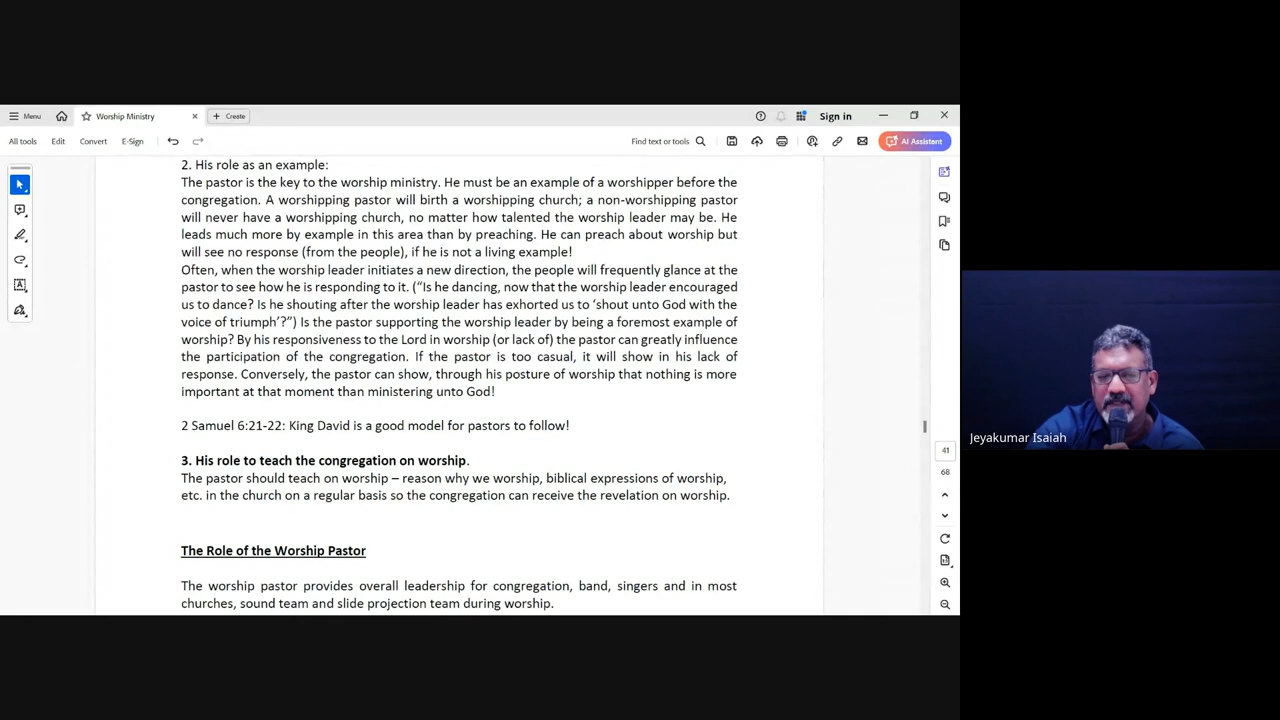 Menu
Worship Ministry
Create
Sign in
All tools
Edit
Convert
E-Sign
Find text or tools
AI Assistant
2. His role as an example:
The pastor is the key to the worship ministry. He must be an example of a worshipper before the
congregation. A worshipping pastor will birth a worshipping church; a non-worshipping pastor
will never have a worshipping church, no matter how talented the worship leader may be. He
leads much more by example in this area than by preaching. He can preach about worship but
will see no response (from the people), if he is not a living example!
Often, when the worship leader initiates a new direction, the people will frequently glance at the
pastor to see how he is responding to it. (“Is he dancing, now that the worship leader encouraged
us to dance? Is he shouting after the worship leader has exhorted us to ‘shout unto God with the
voice of triumph’?”) Is the pastor supporting the worship leader by being a foremost example of
worship? By his responsiveness to the Lord in worship (or lack of) the pastor can greatly influence
the participation of the congregation. If the pastor is too casual, it will show in his lack of
response. Conversely, the pastor can show, through his posture of worship that nothing is more
important at that moment than ministering unto God!
2 Samuel 6:21-22: King David is a good model for pastors to follow!
3. His role to teach the congregation on worship.
The pastor should teach on worship – reason why we worship, biblical expressions of worship,
etc. in the church on a regular basis so the congregation can receive the revelation on worship.
The Role of the Worship Pastor
The worship pastor provides overall leadership for congregation, band, singers and in most
churches, sound team and slide projection team during worship.
41
68
Jeyakumar Isaiah